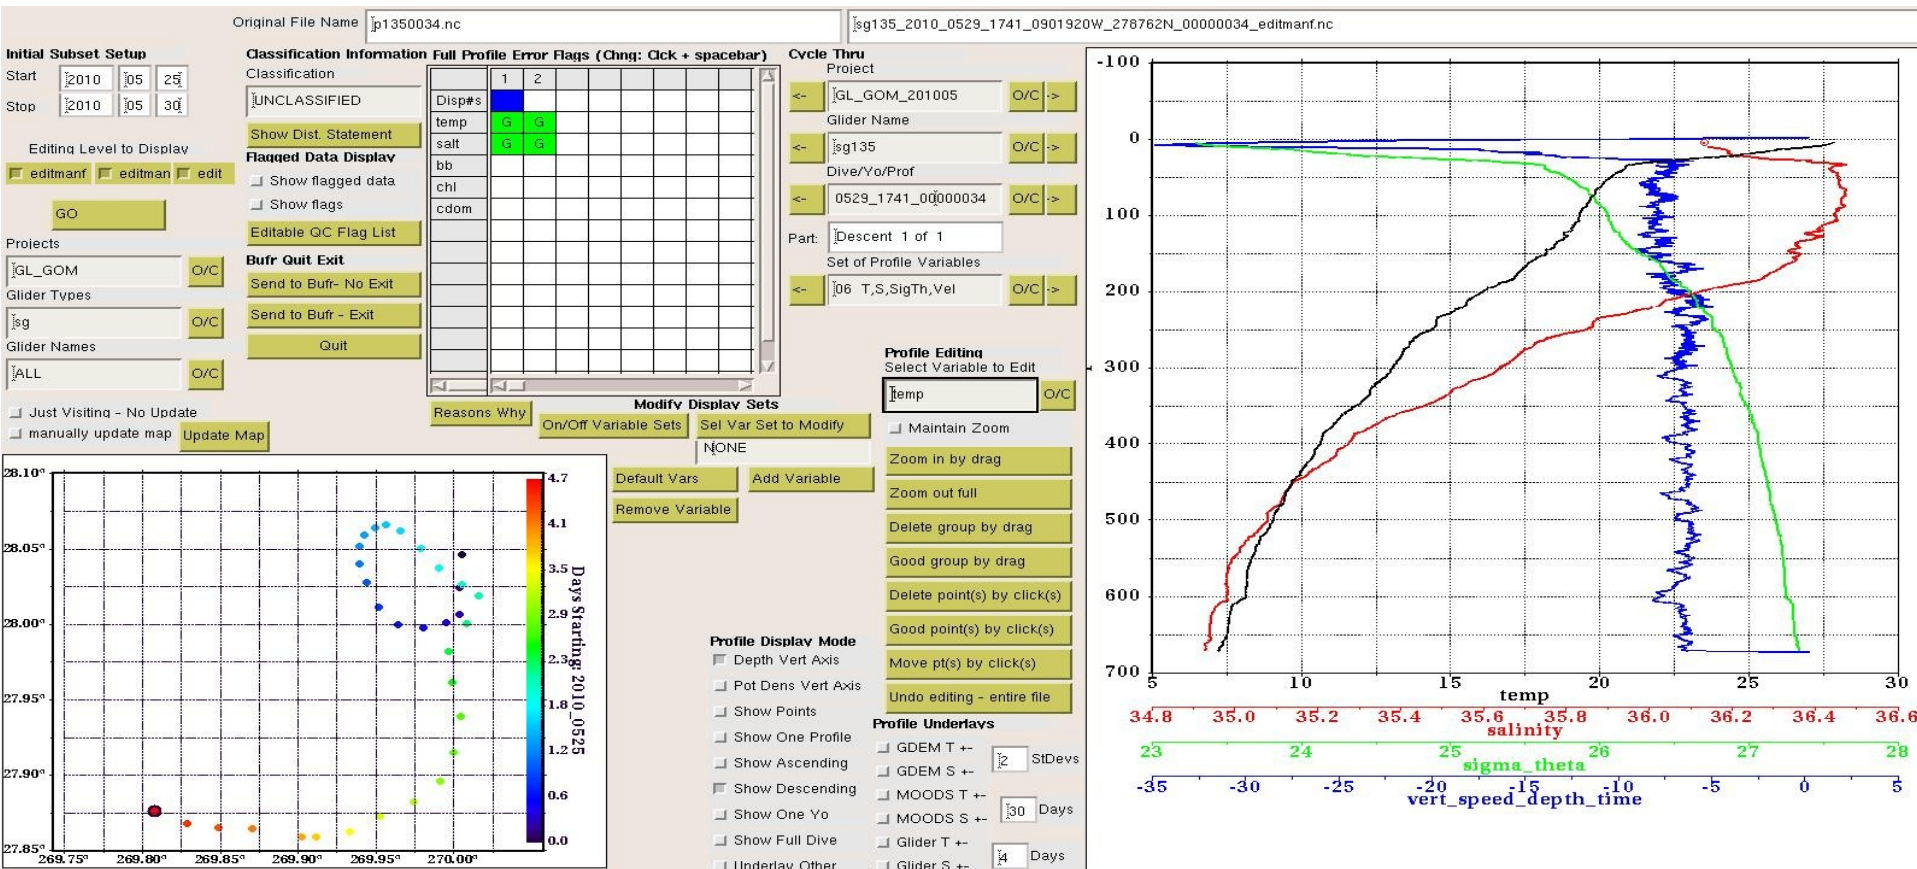 Original File Name p1350034.nc sg135_2010_0529_1741_0901920W_278762N_00000034_editmanf.nc
Initial Subset Setup
Start 2010 05 25
Stop 2010 05 30
Editing Level to Display
editmanf editman edit
GO
Projects
GL_GOM O/C
Glider Types
sg O/C
Glider Names
ALL O/C
Just Visiting - No Update
manually update map Update Map
Classification Information
Classification
UNCLASSIFIED
Show Dist. Statement
Flagged Data Display
Show flagged data
Show flags
Editable QC Flag List
Bufr Quit Exit
Send to Bufr- No Exit
Send to Bufr - Exit
Quit
Full Profile Error Flags (Chng: Clck + spacebar)
1 2
Disp#s
temp G G
salt G G
bb
chl
cdom
Reasons Why
Modify Display Sets
On/Off Variable Sets Sel Var Set to Modify
NONE
Default Vars Add Variable
Remove Variable
Cycle Thru
Project
<- GL_GOM_201005 O/C ->
Glider Name
<- sg135 O/C ->
Dive/Yo/Prof
<- 0529_1741_00000034 O/C ->
Part: Descent 1 of 1
Set of Profile Variables
<- 06 T,S,SigTh,Vel O/C ->
Profile Editing
Select Variable to Edit
temp O/C
Maintain Zoom
Zoom in by drag
Zoom out full
Delete group by drag
Good group by drag
Delete point(s) by click(s)
Good point(s) by click(s)
Move pt(s) by click(s)
Undo editing - entire file
Profile Display Mode
Depth Vert Axis
Pot Dens Vert Axis
Show Points
Show One Profile
Show Ascending
Show Descending
Show One Yo
Show Full Dive
Underlay Other
Profile Underlays
GDEM T +-
GDEM S +-
2 StDevs
MOODS T +-
MOODS S +-
30 Days
Glider T +-
Glider S +-
4 Days
28.10°
28.05°
28.00°
27.95°
27.90°
27.85°
269.75° 269.80° 269.85° 269.90° 269.95° 270.00°
4.7
4.1
3.5
2.9
2.3
1.8
1.2
0.6
0.0
Days Starting: 2010_0525
-100
0
100
200
300
400
500
600
700
5 10 15 20 25 30
temp
34.8 35.0 35.2 35.4 35.6 35.8 36.0 36.2 36.4 36.6
salinity
23 24 25 26 27 28
sigma_theta
-35 -30 -25 -20 -15 -10 -5 0 5
vert_speed_depth_time